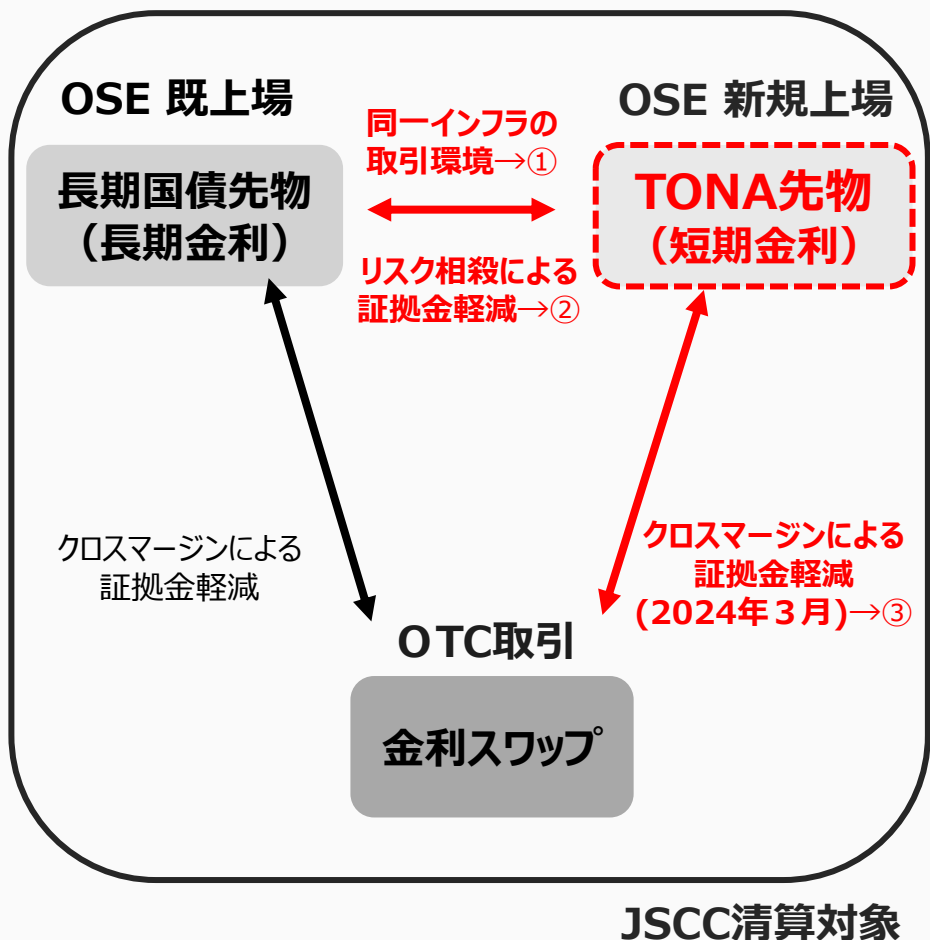 OSE 既上場
OSE 新規上場
同一インフラの
取引環境→①
長期国債先物
（長期金利）
TONA先物
（短期金利）
リスク相殺による
証拠金軽減→②
クロスマージンによる
証拠金軽減
クロスマージンによる
証拠金軽減
(2024年３月)→③
OTC取引
金利スワップ
JSCC清算対象